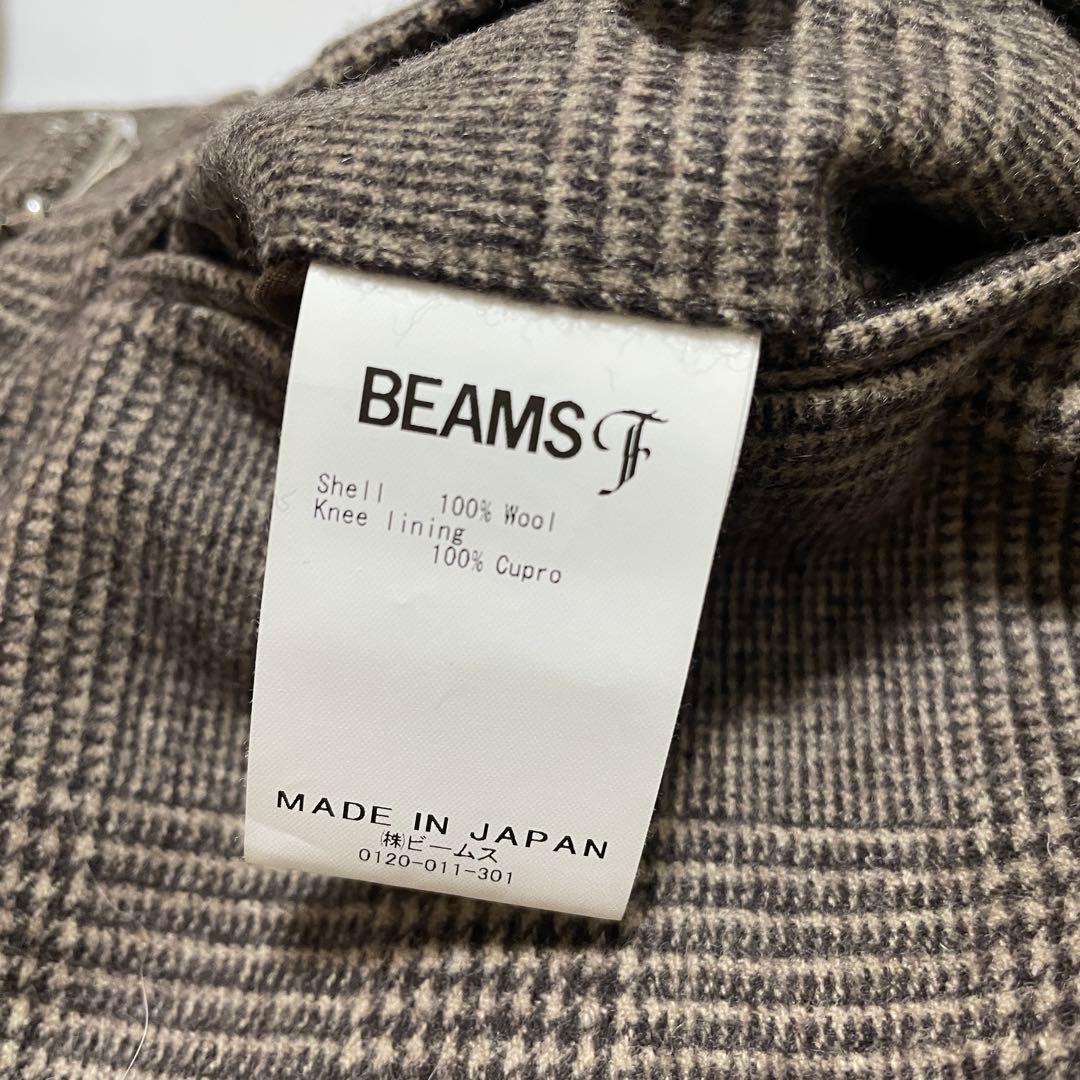 BEAMS F
Shell 100% Wool
Knee lining
100% Cupro
MADE IN JAPAN
㈱ビームス
0120-011-301